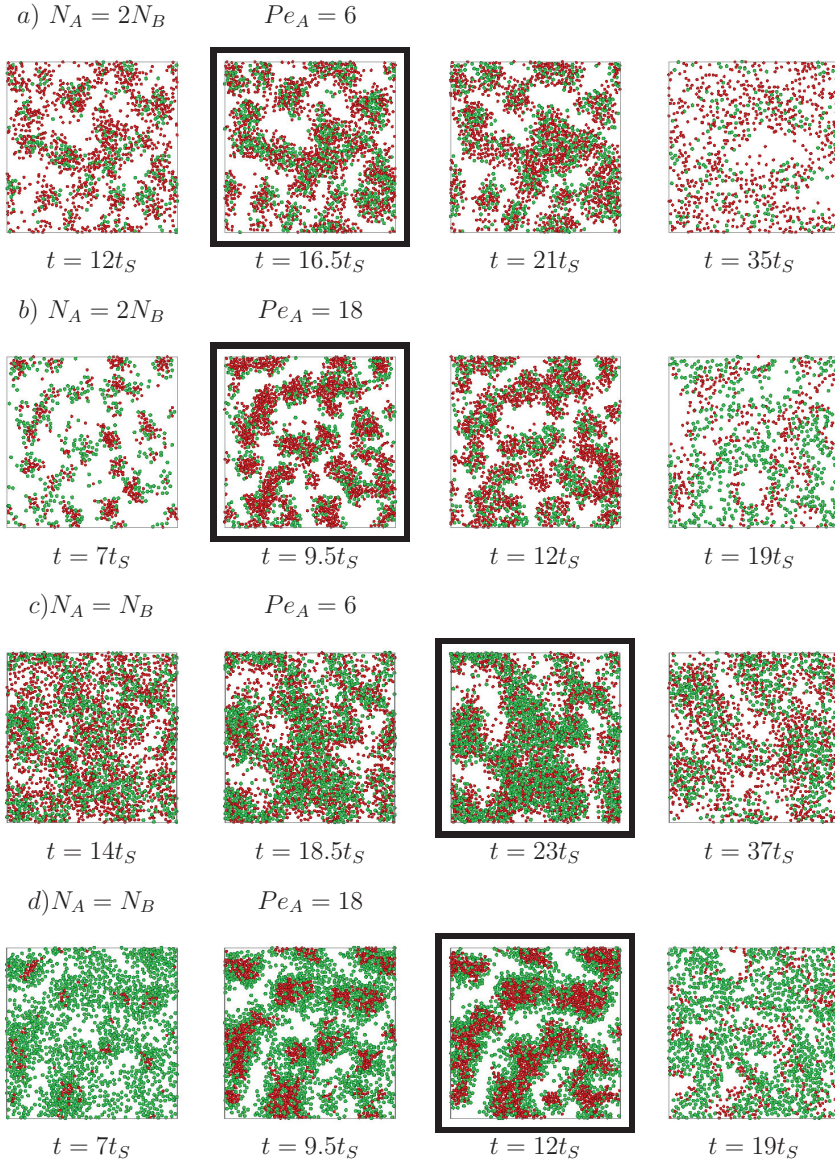 a) N_A = 2N_B Pe_A = 6
t = 12t_S t = 16.5t_S t = 21t_S t = 35t_S
b) N_A = 2N_B Pe_A = 18
t = 7t_S t = 9.5t_S t = 12t_S t = 19t_S
c)N_A = N_B Pe_A = 6
t = 14t_S t = 18.5t_S t = 23t_S t = 37t_S
d)N_A = N_B Pe_A = 18
t = 7t_S t = 9.5t_S t = 12t_S t = 19t_S